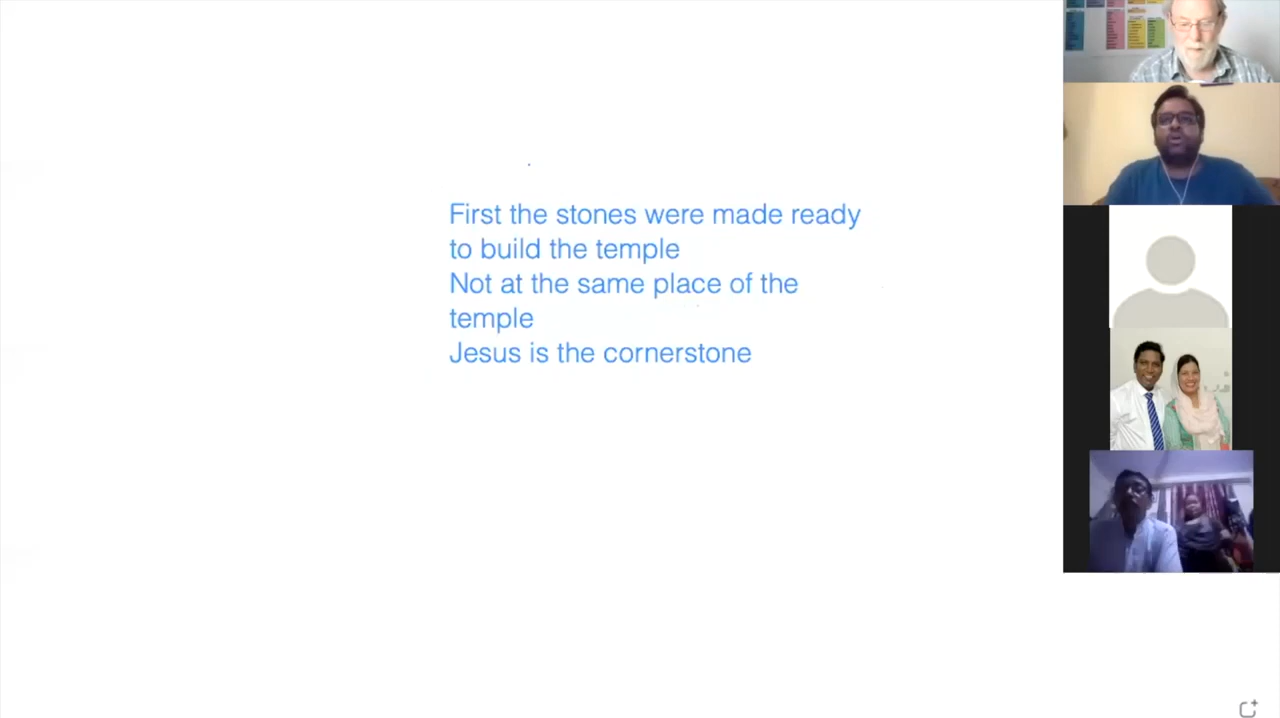 First the stones were made ready
to build the temple
Not at the same place of the
temple
Jesus is the cornerstone